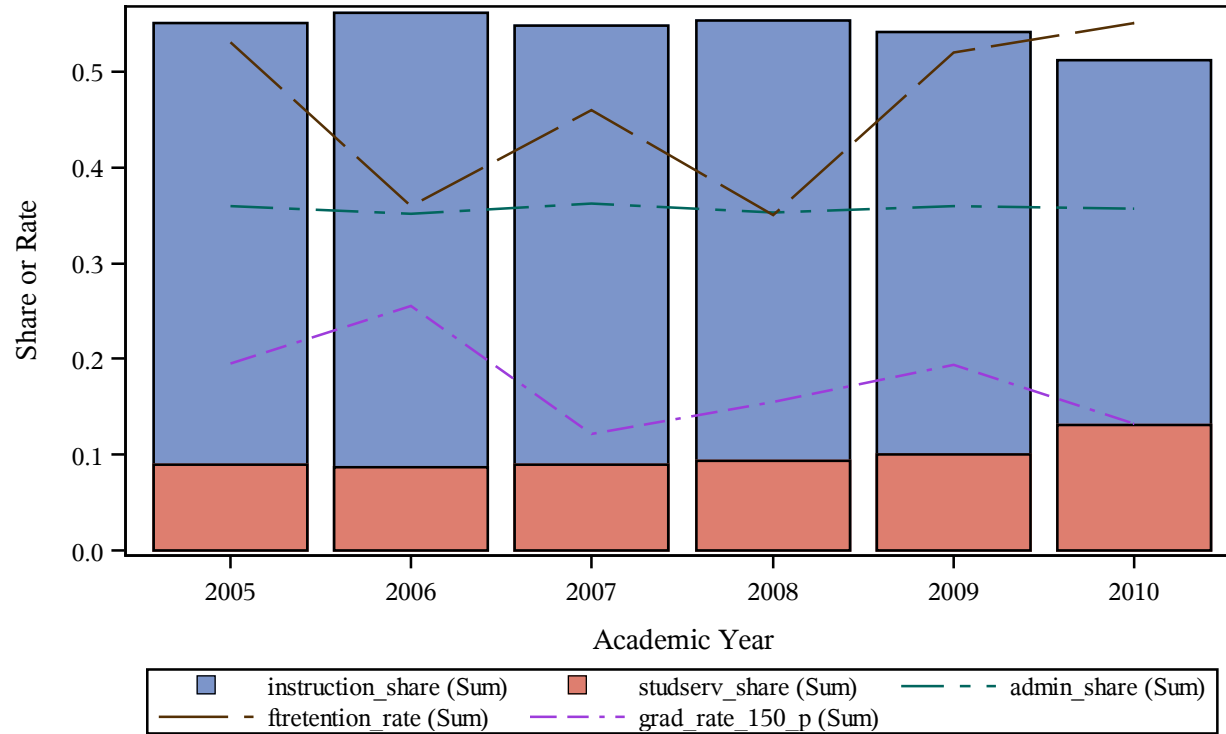 0.5
0.4
0.3
0.2
0.1
0.0
Share or Rate
2005 2006 2007 2008 2009 2010
Academic Year
instruction_share (Sum) studserv_share (Sum) admin_share (Sum)
ftretention_rate (Sum) grad_rate_150_p (Sum)